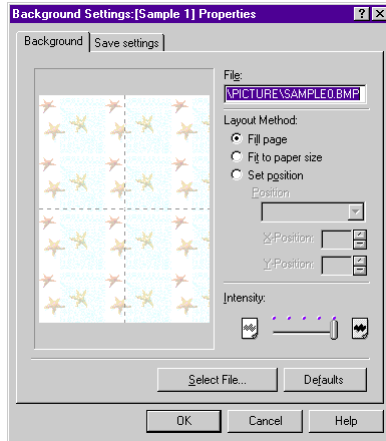 Background Settings:[Sample 1] Properties
Background
Save settings
File:
\PICTURE\SAMPLE0.BMP
Layout Method:
Fill page
Fit to paper size
Set position
Position
X-Position:
Y-Position:
Intensity:
Select File...
Defaults
OK
Cancel
Help